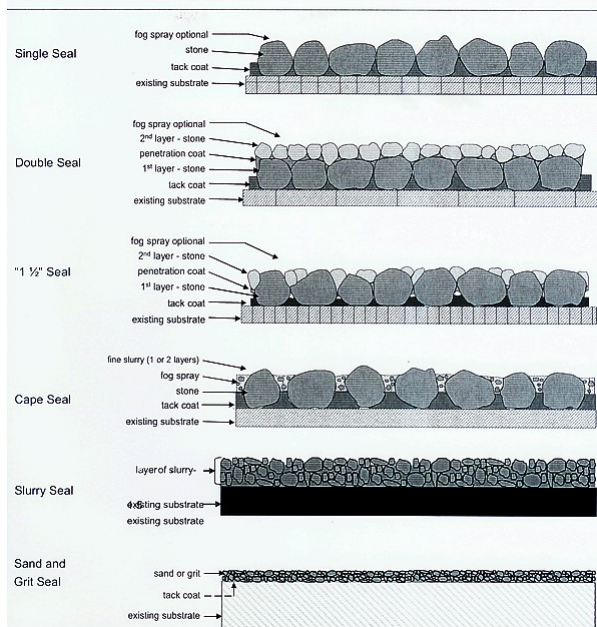 Single Seal
fog spray optional
stone
tack coat
existing substrate
Double Seal
fog spray optional
2nd layer - stone
penetration coat
1st layer - stone
tack coat
existing substrate
"1 ½" Seal
fog spray optional
2nd layer - stone
penetration coat
1st layer - stone
tack coat
existing substrate
Cape Seal
fine slurry (1 or 2 layers)
fog spray
stone
tack coat
existing substrate
Slurry Seal
layer of slurry-
existing substrate
existing substrate
Sand and
Grit Seal
sand or grit
tack coat
existing substrate